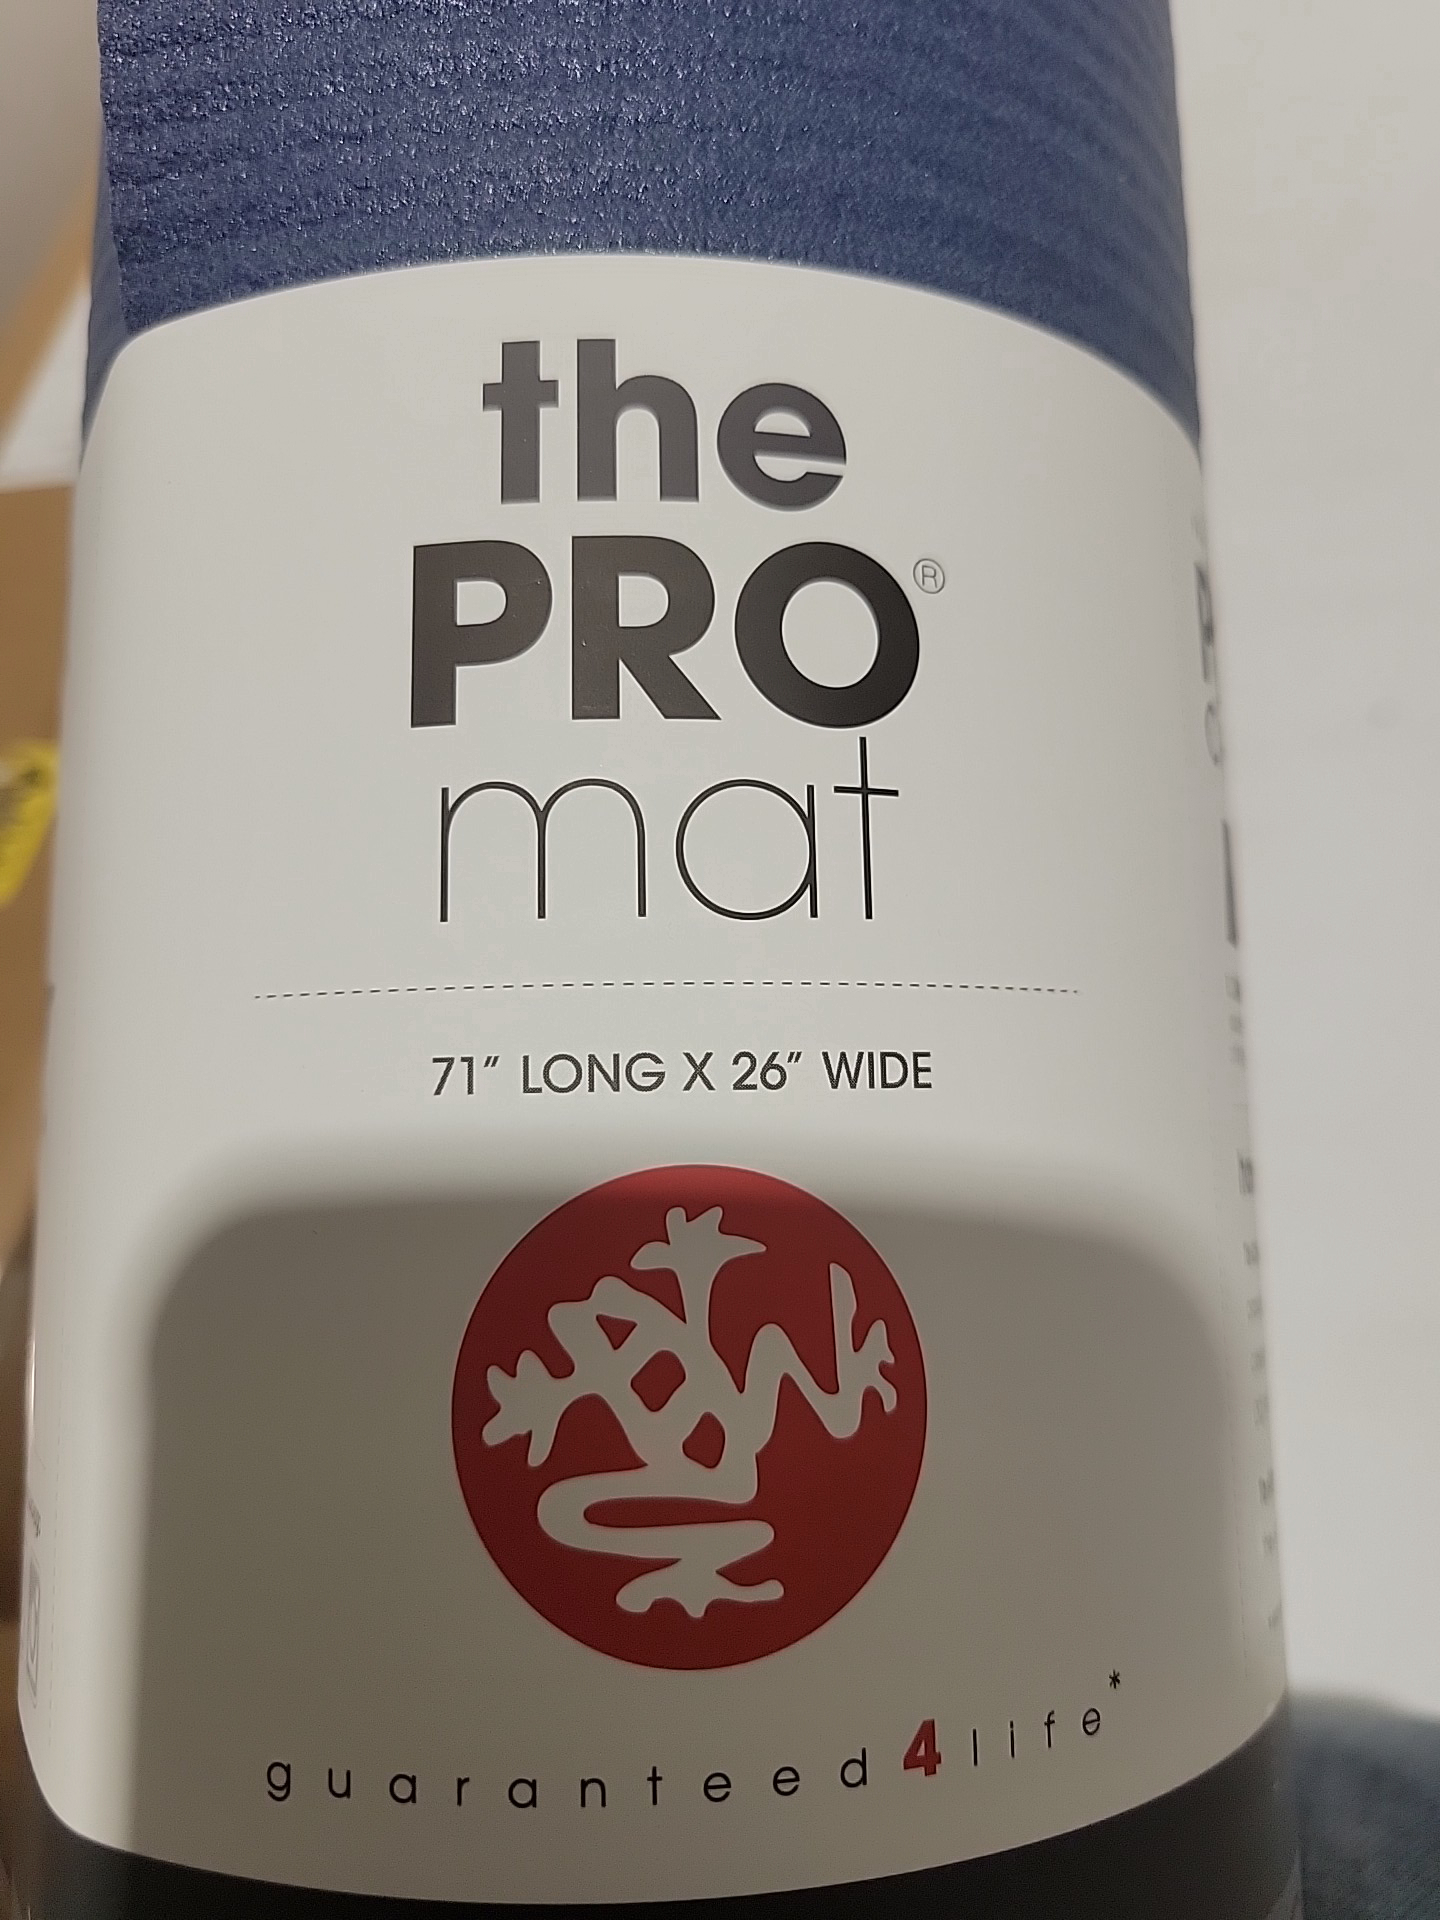 the
PRO®
mat
71" LONG X 26" WIDE
guaranteed4life*